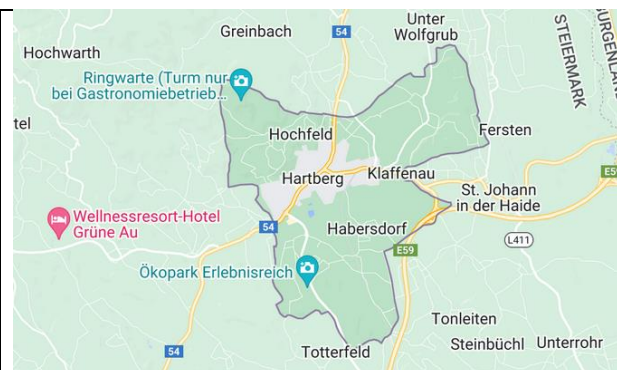 Greinbach
54
Unter
Wolfgrub
STEIERMARK
BURGENLAND
Hochwarth
Ringwarte (Turm nur
bei Gastronomiebetrieb...
tel
Hochfeld
Fersten
Hartberg
Klaffenau
E59
St. Johann
in der Haide
Wellnessresort-Hotel
Grüne Au
54
Habersdorf
L411
E59
Ökopark Erlebnisreich
Tonleiten
54
Totterfeld
Steinbüchl
Unterrohr